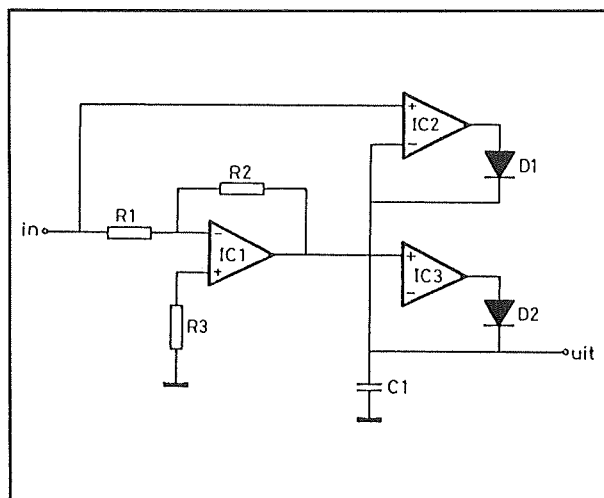 +
IC2
−
D1
R2
in
R1
−
IC1
+
+
IC3
−
R3
D2
uit
C1